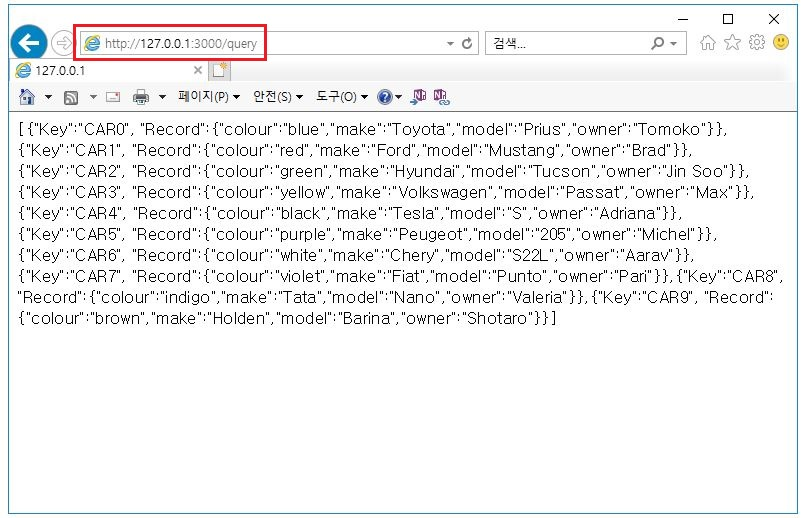 http://127.0.0.1:3000/query
검색...
127.0.0.1
페이지(P) 안전(S) 도구(O)
[{"Key":"CAR0", "Record":{"colour":"blue","make":"Toyota","model":"Prius","owner":"Tomoko"}},
{"Key":"CAR1", "Record":{"colour":"red","make":"Ford","model":"Mustang","owner":"Brad"}},
{"Key":"CAR2", "Record":{"colour":"green","make":"Hyundai","model":"Tucson","owner":"Jin Soo"}},
{"Key":"CAR3", "Record":{"colour":"yellow","make":"Volkswagen","model":"Passat","owner":"Max"}},
{"Key":"CAR4", "Record":{"colour":"black","make":"Tesla","model":"S","owner":"Adriana"}},
{"Key":"CAR5", "Record":{"colour":"purple","make":"Peugeot","model":"205","owner":"Michel"}},
{"Key":"CAR6", "Record":{"colour":"white","make":"Chery","model":"S22L","owner":"Aarav"}},
{"Key":"CAR7", "Record":{"colour":"violet","make":"Fiat","model":"Punto","owner":"Pari"}},{"Key":"CAR8",
"Record":{"colour":"indigo","make":"Tata","model":"Nano","owner":"Valeria"}},{"Key":"CAR9", "Record":
{"colour":"brown","make":"Holden","model":"Barina","owner":"Shotaro"}}]